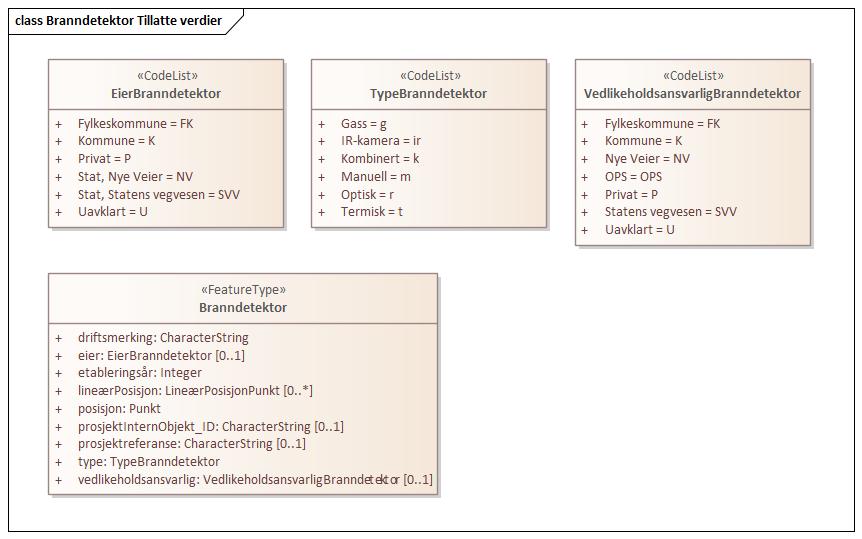 class Branndetektor Tillatte verdier
«CodeList»
EierBranndetektor
+ Fylkeskommune = FK
+ Kommune = K
+ Privat = P
+ Stat, Nye Veier = NV
+ Stat, Statens vegvesen = SVV
+ Uavklart = U
«CodeList»
TypeBranndetektor
+ Gass = g
+ IR-kamera = ir
+ Kombinert = k
+ Manuell = m
+ Optisk = r
+ Termisk = t
«CodeList»
VedlikeholdsansvarligBranndetektor
+ Fylkeskommune = FK
+ Kommune = K
+ Nye Veier = NV
+ OPS = OPS
+ Privat = P
+ Statens vegvesen = SVV
+ Uavklart = U
«FeatureType»
Branndetektor
+ driftsmerking: CharacterString
+ eier: EierBranndetektor [0..1]
+ etableringsår: Integer
+ lineærPosisjon: LineærPosisjonPunkt [0..*]
+ posisjon: Punkt
+ prosjektInternObjekt_ID: CharacterString [0..1]
+ prosjektreferanse: CharacterString [0..1]
+ type: TypeBranndetektor
+ vedlikeholdsansvarlig: VedlikeholdsansvarligBranndetektor [0..1]